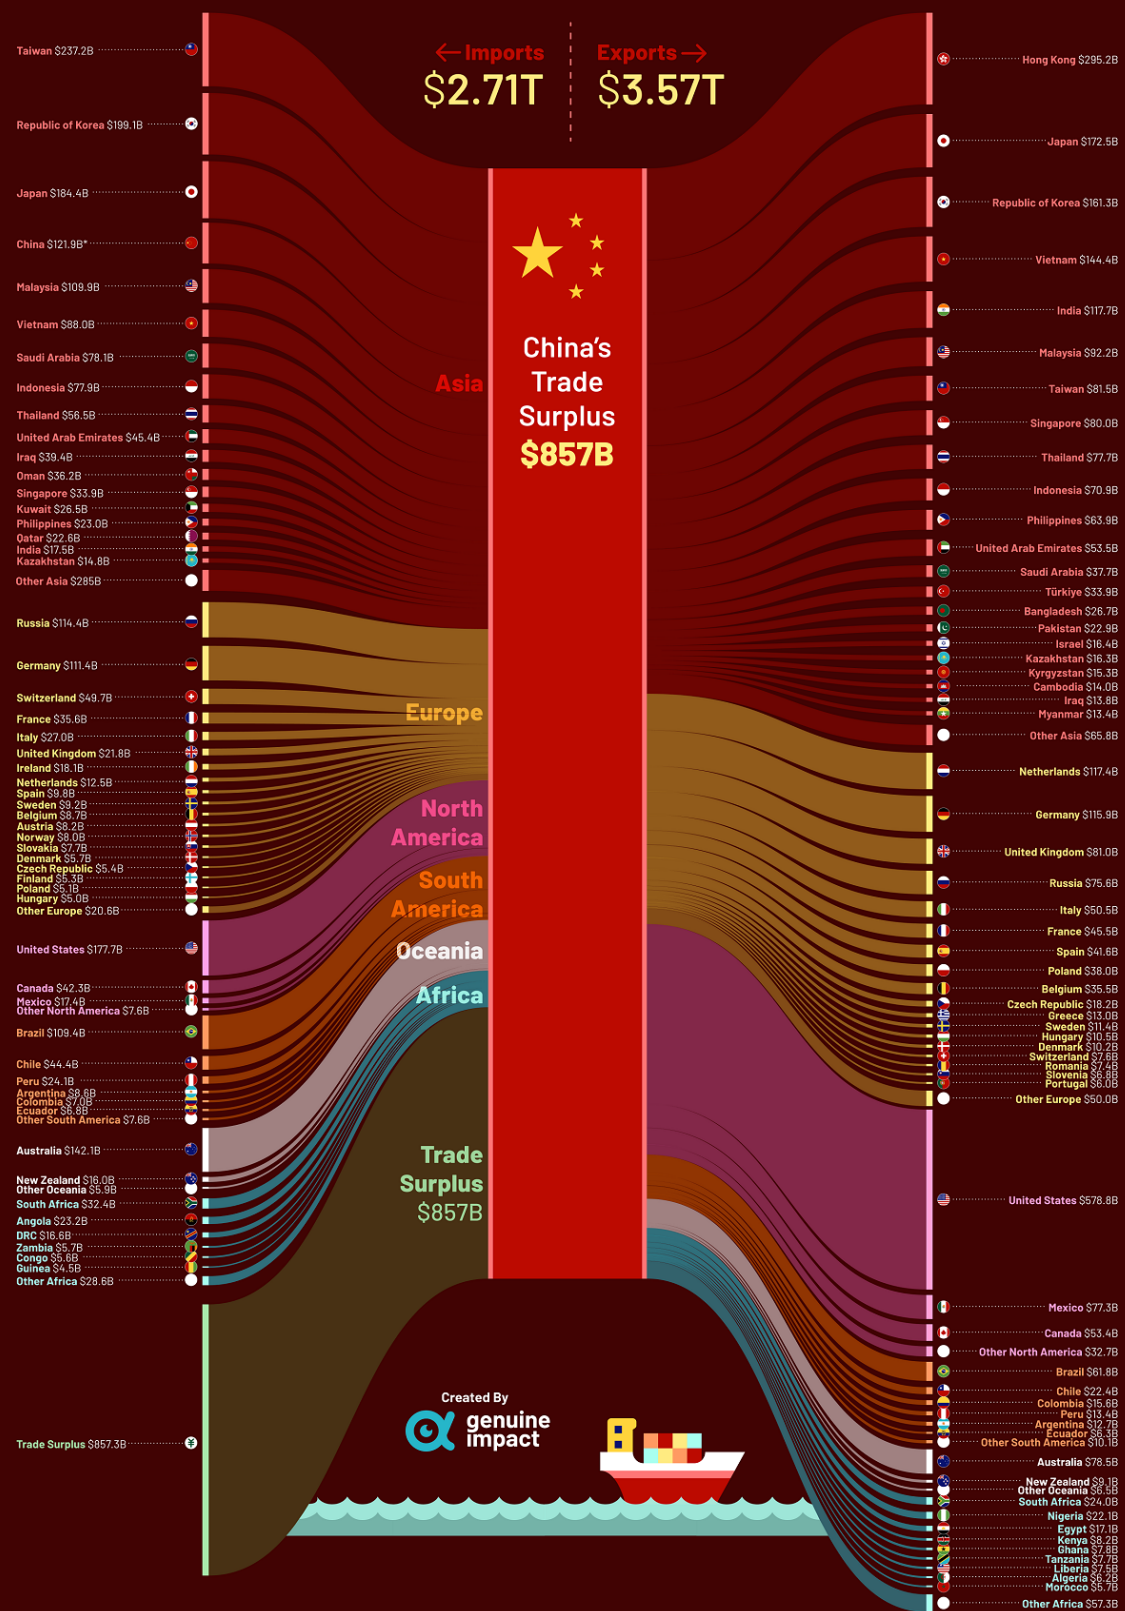 ← Imports
$2.71T
Exports →
$3.57T
Taiwan $237.2B
Republic of Korea $199.1B
Japan $184.4B
China $121.9B*
Malaysia $109.9B
Vietnam $88.0B
Saudi Arabia $78.1B
Indonesia $77.9B
Thailand $56.5B
United Arab Emirates $45.4B
Iraq $39.4B
Oman $36.2B
Singapore $33.9B
Kuwait $26.5B
Philippines $23.0B
Qatar $22.6B
India $17.5B
Kazakhstan $14.8B
Other Asia $285B
Russia $114.4B
Germany $111.4B
Switzerland $49.7B
France $35.6B
Italy $27.0B
United Kingdom $21.8B
Ireland $18.1B
Netherlands $12.5B
Spain $9.8B
Sweden $9.2B
Belgium $8.7B
Austria $8.2B
Norway $8.0B
Slovakia $7.7B
Denmark $5.7B
Czech Republic $5.4B
Finland $5.3B
Poland $5.1B
Hungary $5.0B
Other Europe $20.6B
United States $177.7B
Canada $42.3B
Mexico $17.4B
Other North America $7.6B
Brazil $109.4B
Chile $44.4B
Peru $24.1B
Argentina $8.6B
Colombia $7.0B
Ecuador $6.8B
Other South America $7.6B
Australia $142.1B
New Zealand $16.0B
Other Oceania $5.9B
South Africa $32.4B
Angola $23.2B
DRC $16.6B
Zambia $5.7B
Congo $5.6B
Guinea $4.5B
Other Africa $28.6B
Trade Surplus $857.3B
¥
Asia
Europe
North
America
South
America
Oceania
Africa
Trade
Surplus
$857B
China's
Trade
Surplus
$857B
Hong Kong $295.2B
Japan $172.5B
Republic of Korea $161.3B
Vietnam $144.4B
India $117.7B
Malaysia $92.2B
Taiwan $81.5B
Singapore $80.0B
Thailand $77.7B
Indonesia $70.9B
Philippines $63.9B
United Arab Emirates $53.5B
Saudi Arabia $37.7B
Türkiye $33.9B
Bangladesh $26.7B
Pakistan $22.9B
Israel $16.4B
Kazakhstan $16.3B
Kyrgyzstan $15.3B
Cambodia $14.0B
Iraq $13.8B
Myanmar $13.4B
Other Asia $65.8B
Netherlands $117.4B
Germany $115.9B
United Kingdom $81.0B
Russia $75.6B
Italy $50.5B
France $45.5B
Spain $41.6B
Poland $38.0B
Belgium $35.5B
Czech Republic $18.2B
Greece $13.0B
Sweden $11.4B
Hungary $10.5B
Denmark $10.2B
Switzerland $7.6B
Romania $7.4B
Slovenia $6.8B
Portugal $6.0B
Other Europe $50.0B
United States $578.8B
Mexico $77.3B
Canada $53.4B
Other North America $32.7B
Brazil $61.8B
Chile $22.4B
Colombia $15.6B
Peru $13.4B
Argentina $12.7B
Ecuador $6.3B
Other South America $10.1B
Australia $78.5B
New Zealand $9.1B
Other Oceania $6.5B
South Africa $24.0B
Nigeria $22.1B
Egypt $17.1B
Kenya $8.2B
Ghana $7.8B
Tanzania $7.7B
Liberia $7.5B
Algeria $6.2B
Morocco $5.7B
Other Africa $57.3B
Created By
genuine
impact